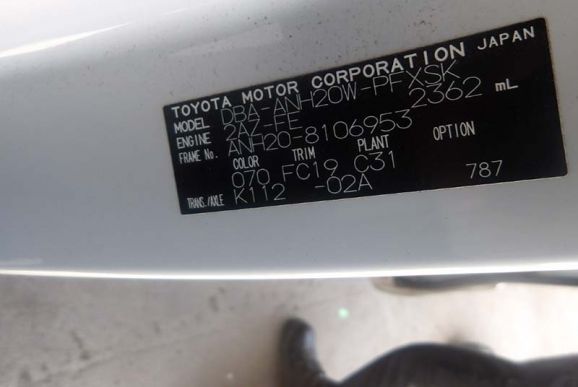 TOYOTA MOTOR CORPORATION JAPAN
MODEL DBA-ANH20W-PFXSK
ENGINE 2AZ-FE 2362 mL
FRAME No. ANH20-8106953
COLOR TRIM PLANT OPTION
070 FC19 C31
TRANS./AXLE K112 -02A 787